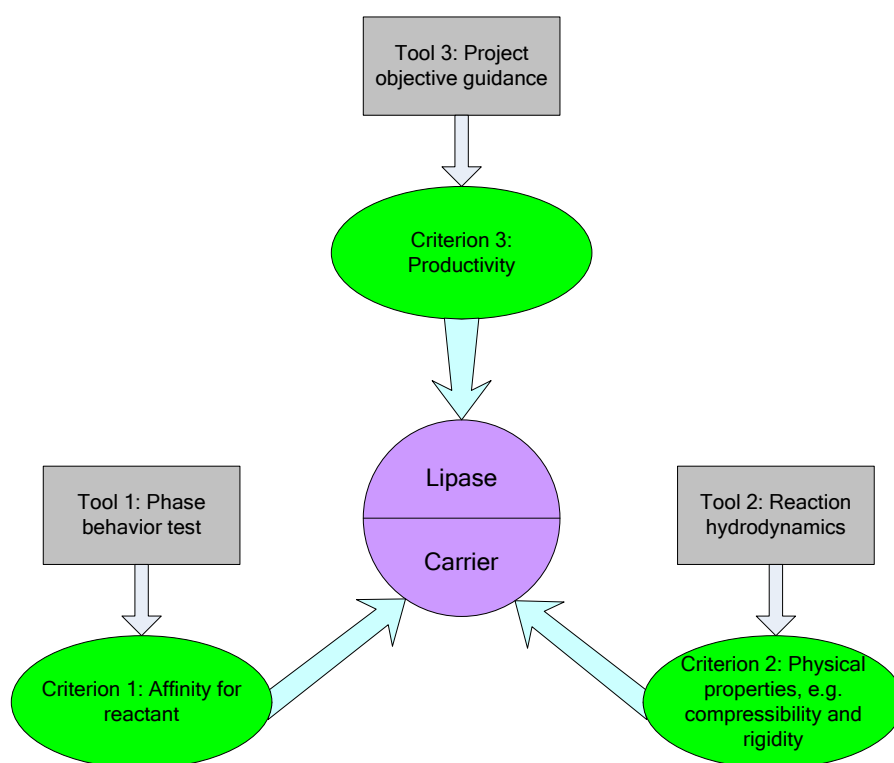 Tool 3: Project
objective guidance
Criterion 3:
Productivity
Lipase
Carrier
Tool 1: Phase
behavior test
Tool 2: Reaction
hydrodynamics
Criterion 1: Affinity for
reactant
Criterion 2: Physical
properties, e.g.
compressibility and
rigidity